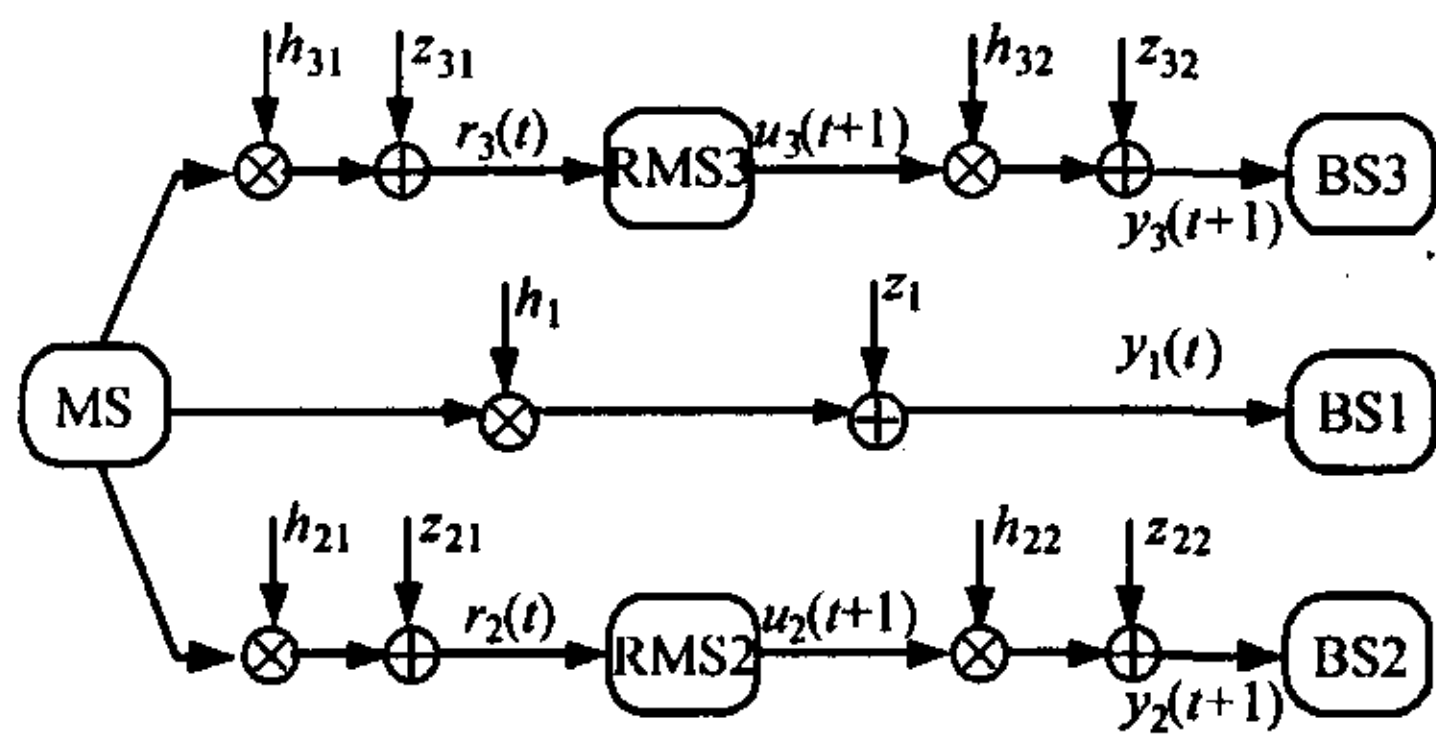 h₃₁ z₃₁ h₃₂ z₃₂
r₃(t) u₃(t+1)
RMS3 BS3
y₃(t+1)
h₁ z₁
y₁(t)
MS BS1
h₂₁ z₂₁ h₂₂ z₂₂
r₂(t) u₂(t+1)
RMS2 BS2
y₂(t+1)